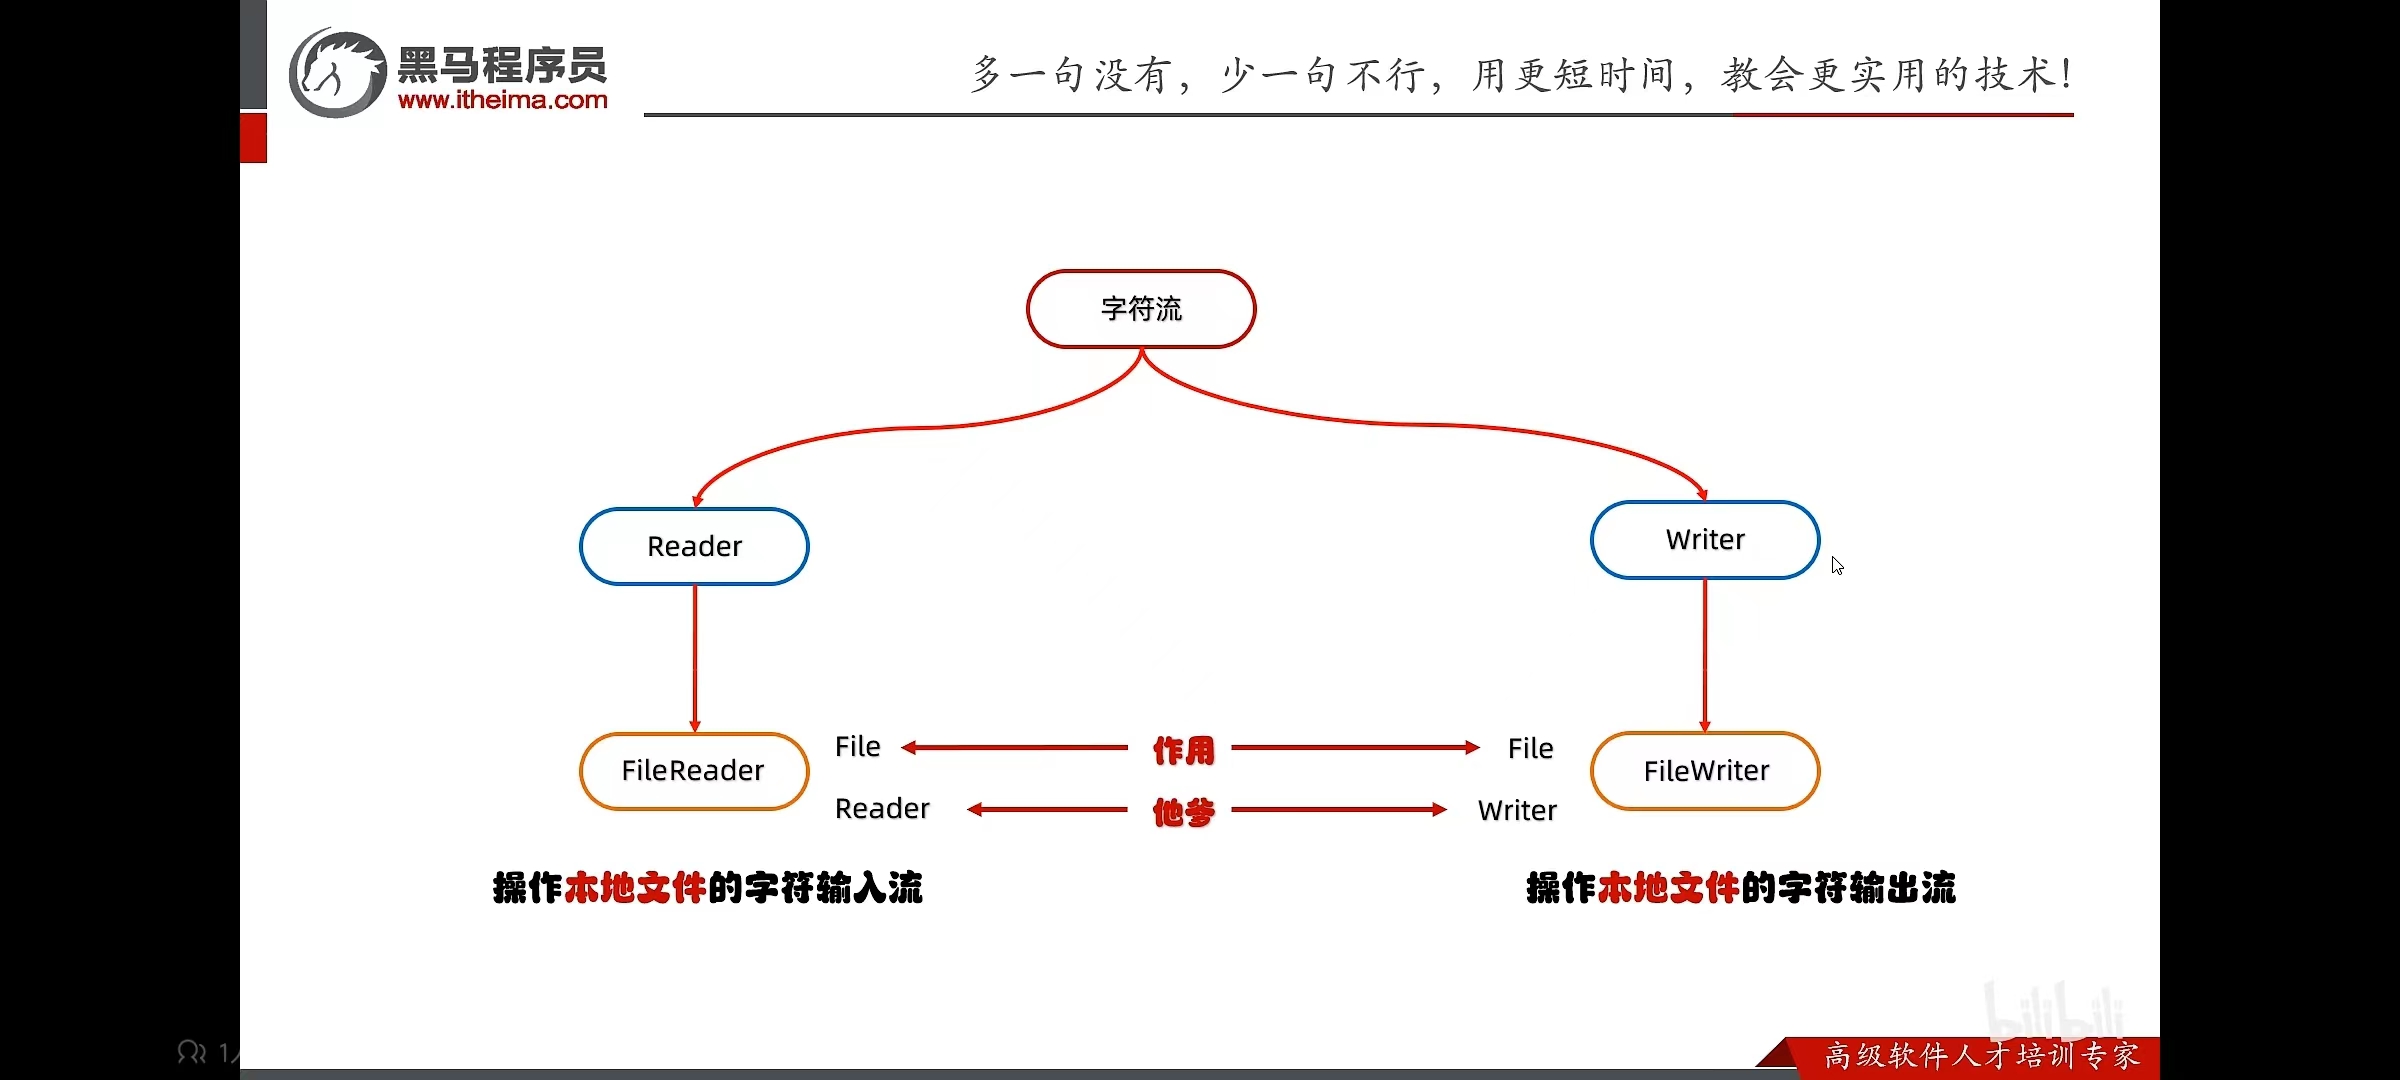 黑马程序员
www.itheima.com
多一句没有，少一句不行，用更短时间，教会更实用的技术！
字符流
Reader
Writer
FileReader
File
作用
File
FileWriter
Reader
他爹
Writer
操作本地文件的字符输入流
操作本地文件的字符输出流
bilibili
高级软件人才培训专家